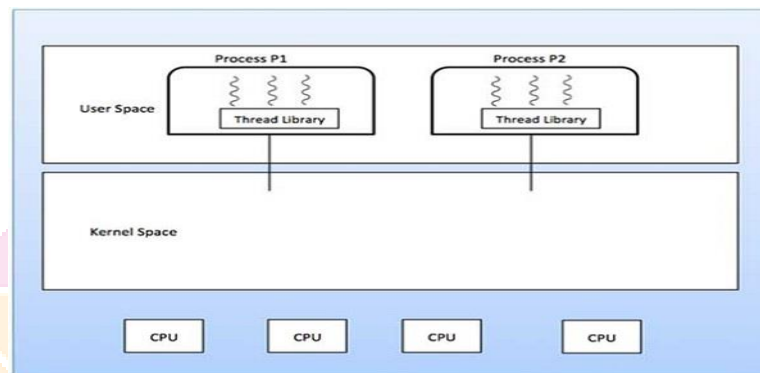 Process P1
Process P2
User Space
Thread Library
Thread Library
Kernel Space
CPU
CPU
CPU
CPU